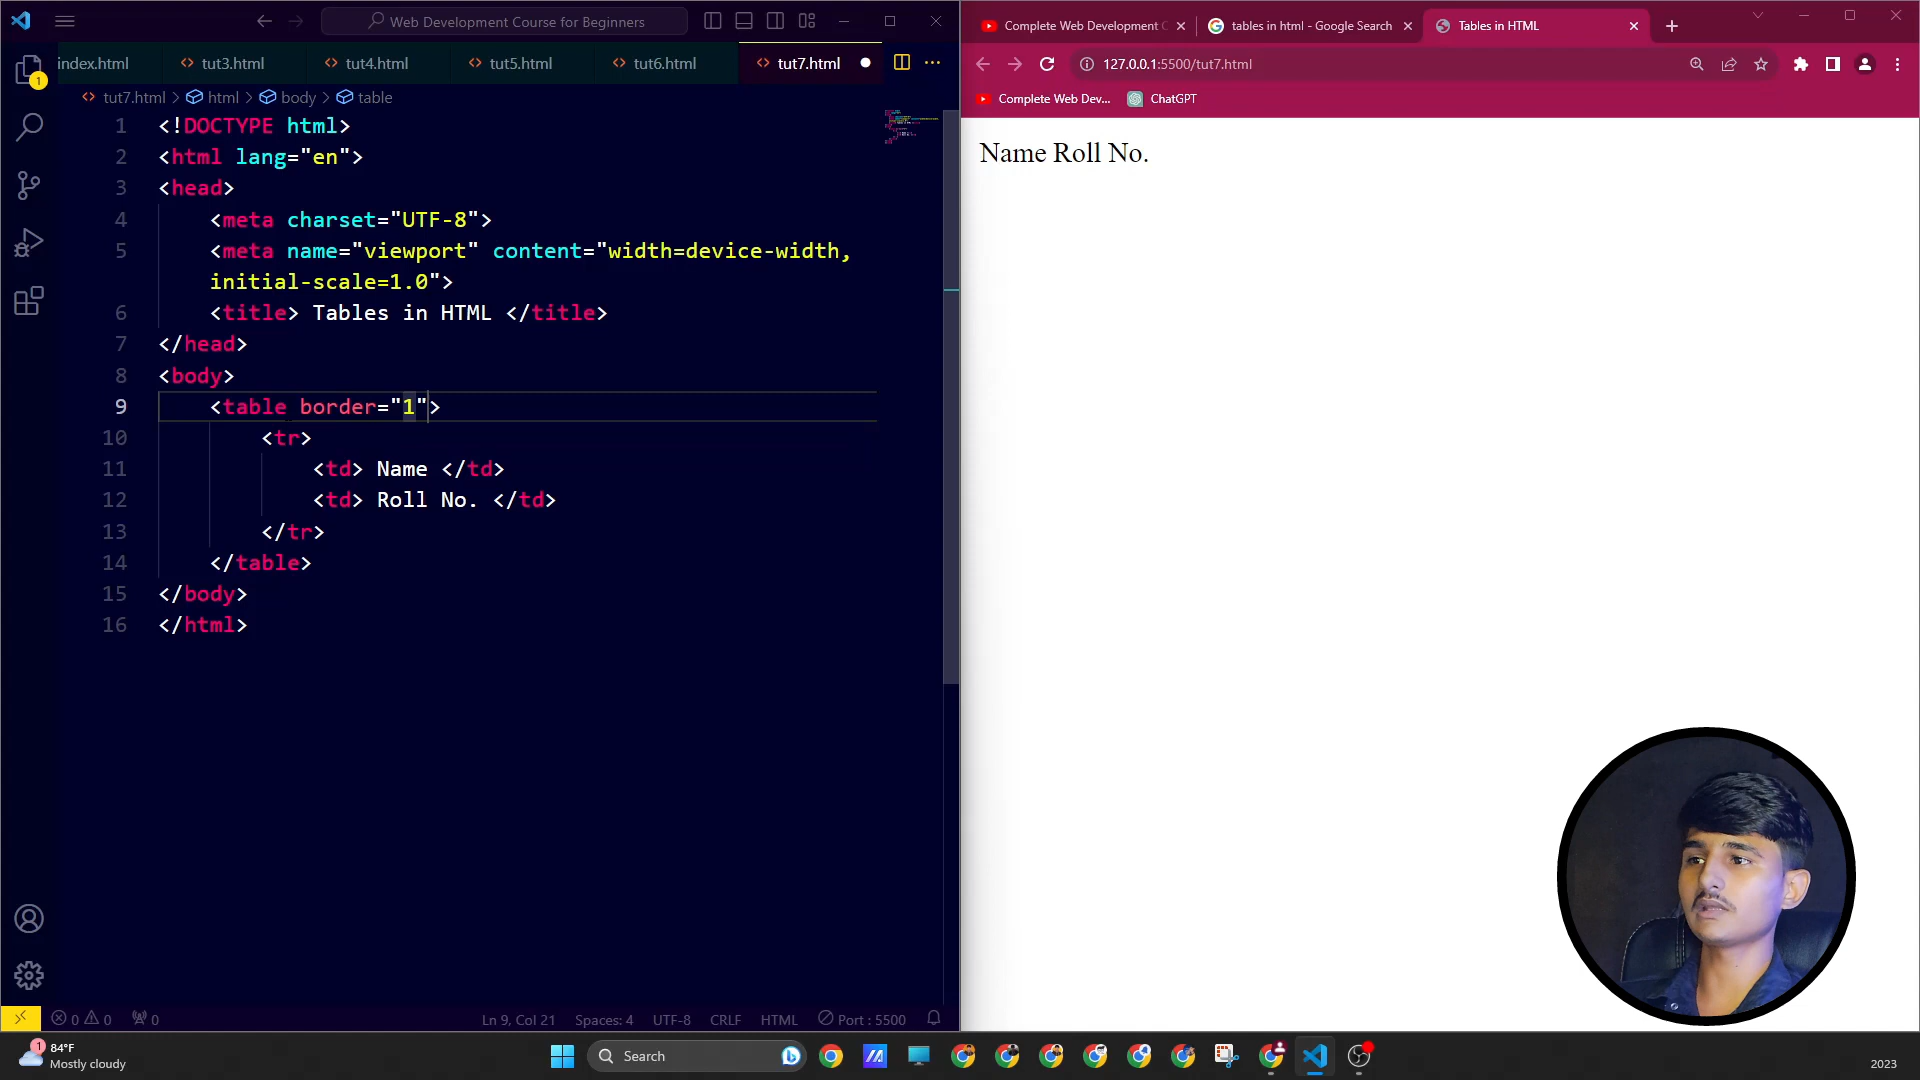 Web Development Course for Beginners
index.html
tut3.html
tut4.html
tut5.html
tut6.html
tut7.html
tut7.html > html > body > table
1 <!DOCTYPE html>
2 <html lang="en">
3 <head>
4 <meta charset="UTF-8">
5 <meta name="viewport" content="width=device-width,
initial-scale=1.0">
6 <title> Tables in HTML </title>
7 </head>
8 <body>
9 <table border="1">
10 <tr>
11 <td> Name </td>
12 <td> Roll No. </td>
13 </tr>
14 </table>
15 </body>
16 </html>
1
0 0 0
Ln 9, Col 21 Spaces: 4 UTF-8 CRLF HTML Port : 5500
Complete Web Development C
tables in html - Google Search
Tables in HTML
127.0.0.1:5500/tut7.html
Complete Web Dev...
ChatGPT
Name Roll No.
1
84°F
Mostly cloudy
Search
2023